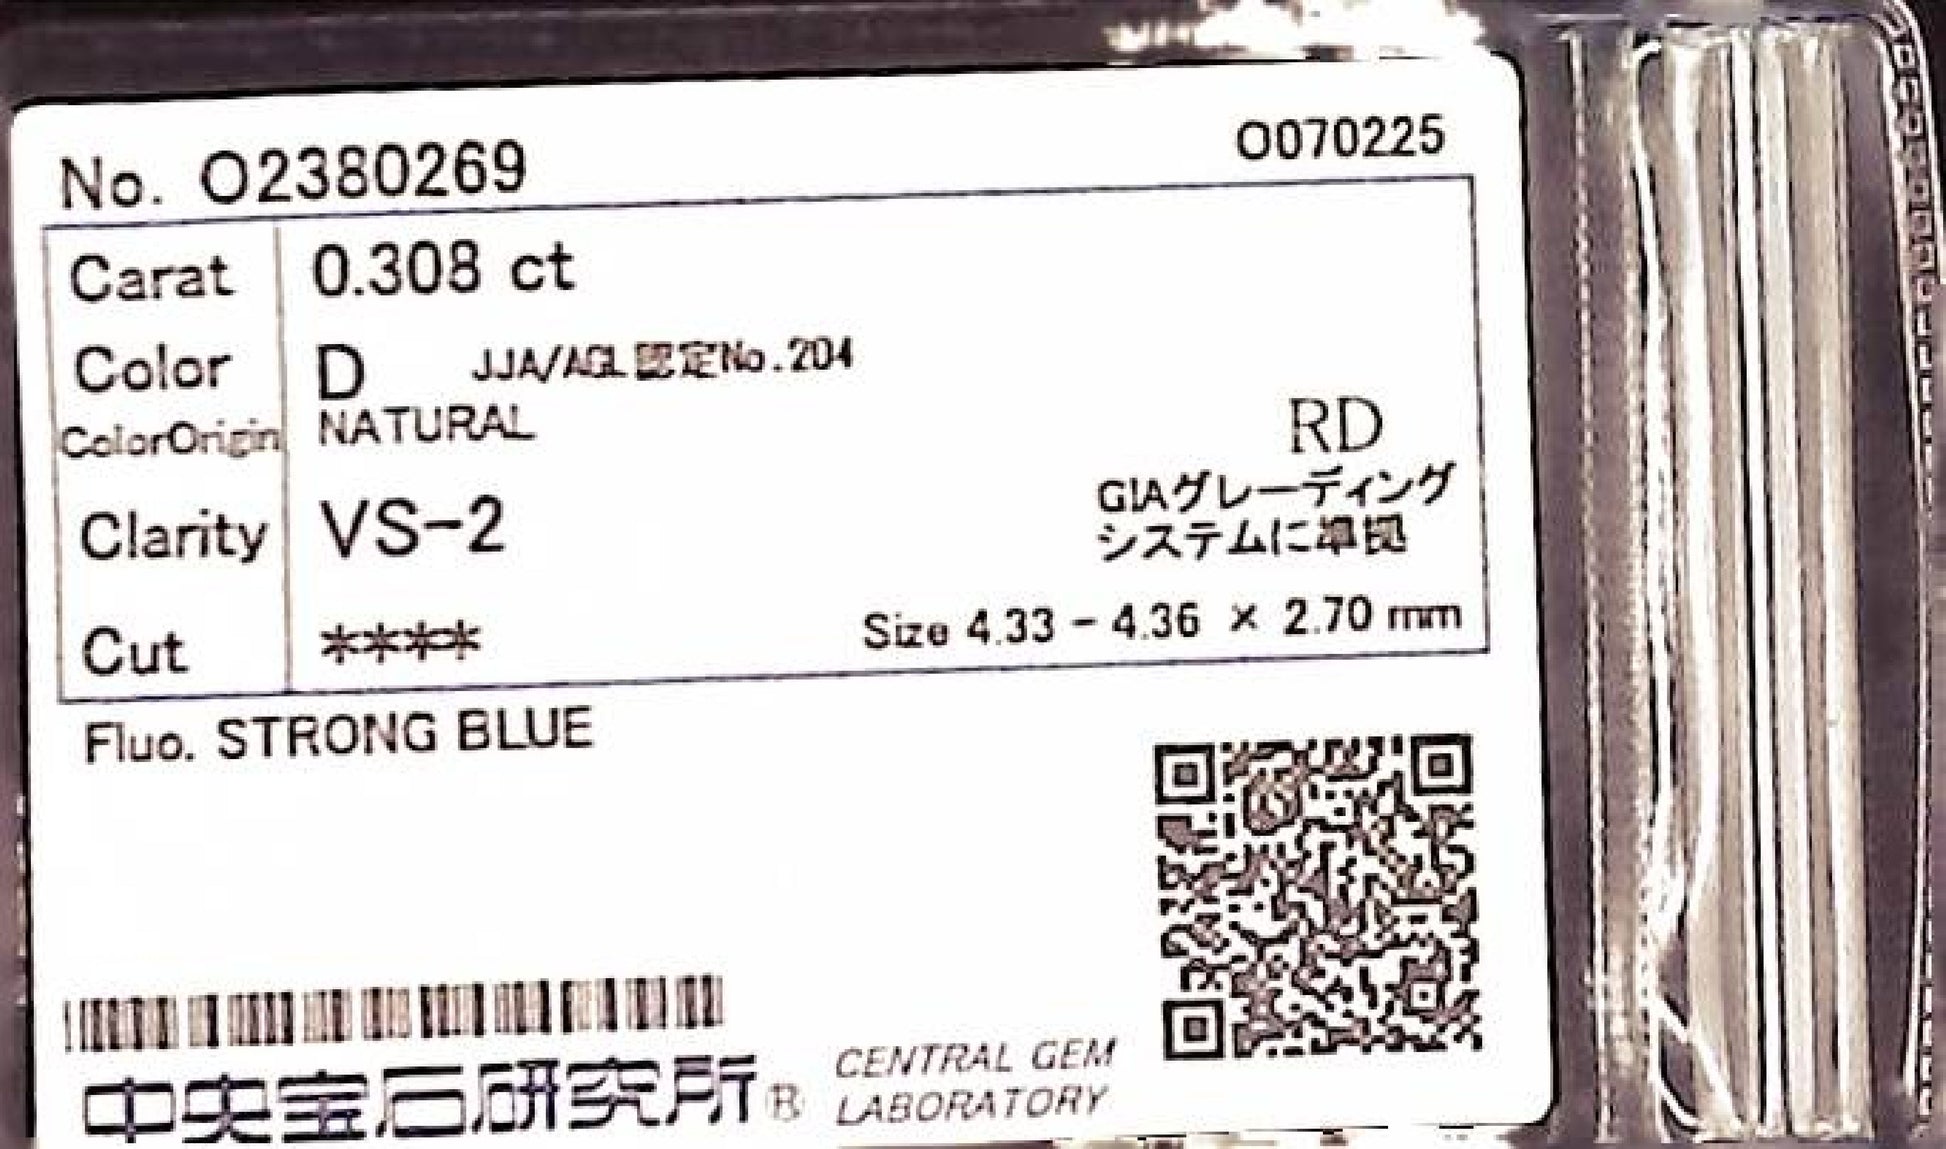 No. O2380269 O070225
Carat 0.308 ct
Color D JJA/AGL認定No.204
ColorOrigin NATURAL
RD
GIAグレーディング
システムに準拠
Clarity VS-2
Cut ****
Size 4.33 - 4.36 × 2.70 mm
Fluo. STRONG BLUE
中央宝石研究所®
CENTRAL GEM
LABORATORY